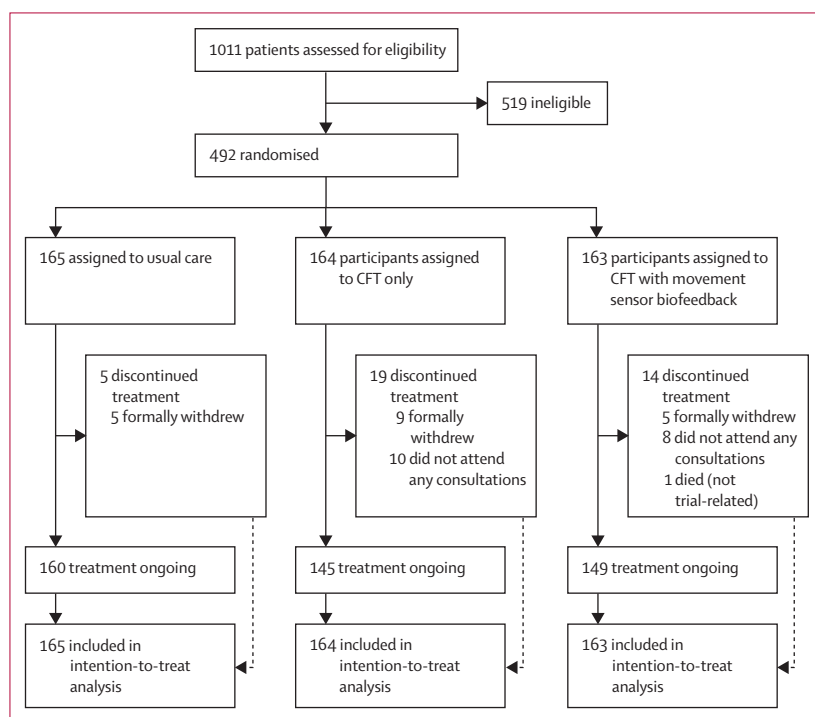 1011 patients assessed for eligibility
519 ineligible
492 randomised
165 assigned to usual care
164 participants assigned
to CFT only
163 participants assigned to
CFT with movement
sensor biofeedback
5 discontinued
treatment
5 formally withdrew
19 discontinued
treatment
9 formally
withdrew
10 did not attend
any consultations
14 discontinued
treatment
5 formally withdrew
8 did not attend any
consultations
1 died (not
trial-related)
160 treatment ongoing
145 treatment ongoing
149 treatment ongoing
165 included in
intention-to-treat
analysis
164 included in
intention-to-treat
analysis
163 included in
intention-to-treat
analysis